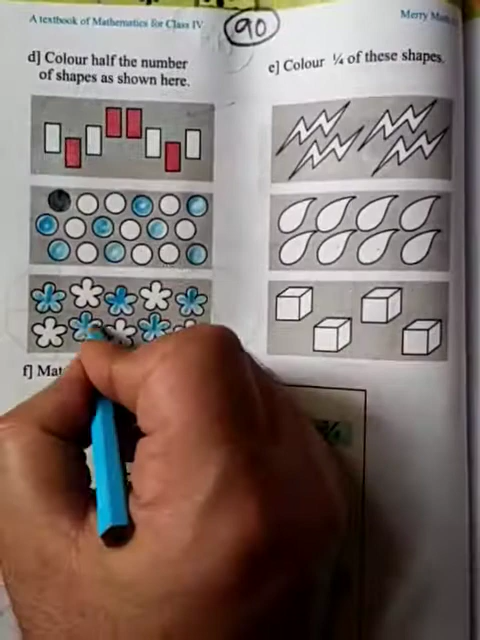 A textbook of Mathematics for Class IV
90
Merry
d] Colour half the number
of shapes as shown here.
e] Colour ¼ of these shapes.
f]